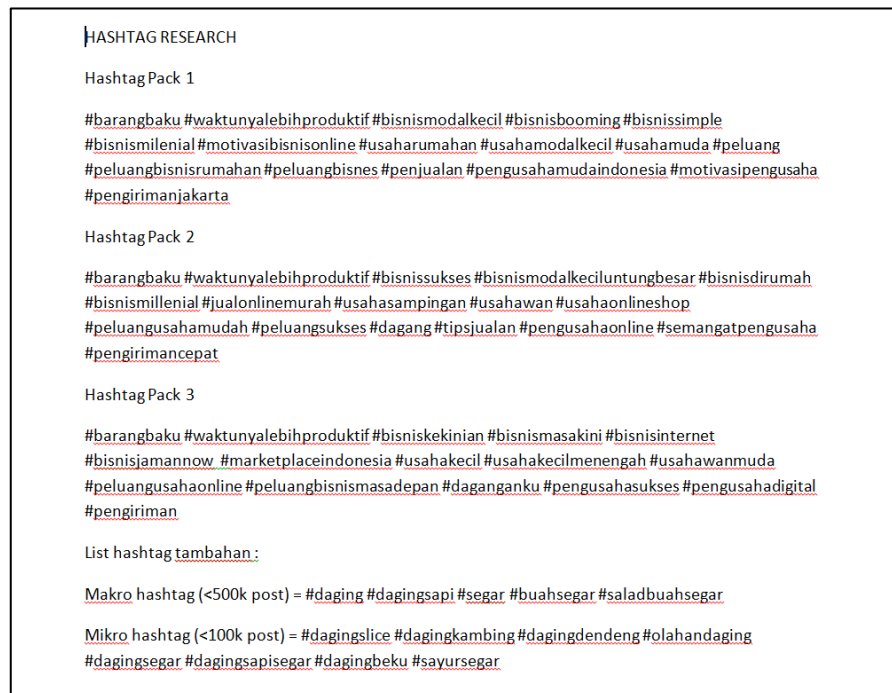 HASHTAG RESEARCH
Hashtag Pack 1
#barangbaku #waktunyalebihproduktif #bisnismodalkecil #bisnisbooming #bisnissimple
#bisnismilenial #motivasibisnisonline #usaharumahan #usahamodalkecil #usahamuda #peluang
#peluangbisnisrumahan #peluangbisnes #penjualan #pengusahamudaindonesia #motivasipengusaha
#pengirimanjakarta
Hashtag Pack 2
#barangbaku #waktunyalebihproduktif #bisnissukses #bisnismodalkeciluntungbesar #bisnisdirumah
#bisnismillenial #jualonlinemurah #usahasampingan #usahawan #usahaonlineshop
#peluangusahamudah #peluangsukses #dagang #tipsjualan #pengusahaonline #semangatpengusaha
#pengirimancepat
Hashtag Pack 3
#barangbaku #waktunyalebihproduktif #bisniskekinian #bisnismasakini #bisnisinternet
#bisnisjamannow #marketplaceindonesia #usahakecil #usahakecilmenengah #usahawanmuda
#peluangusahaonline #peluangbisnismasadepan #daganganku #pengusahasukses #pengusahadigital
#pengiriman
List hashtag tambahan :
Makro hashtag (<500k post) = #daging #dagingsapi #segar #buahsegar #saladbuahsegar
Mikro hashtag (<100k post) = #dagingslice #dagingkambing #dagingdendeng #olahandaging
#dagingsegar #dagingsapisegar #dagingbeku #sayursegar